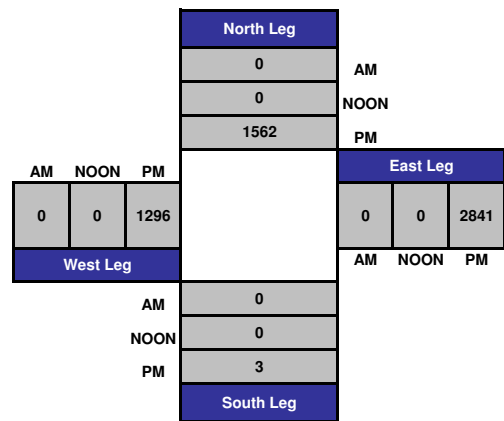 North Leg
0
AM
0
NOON
1562
PM
AM NOON PM
East Leg
0 0 1296
0 0 2841
West Leg
AM NOON PM
AM
0
NOON
0
PM
3
South Leg